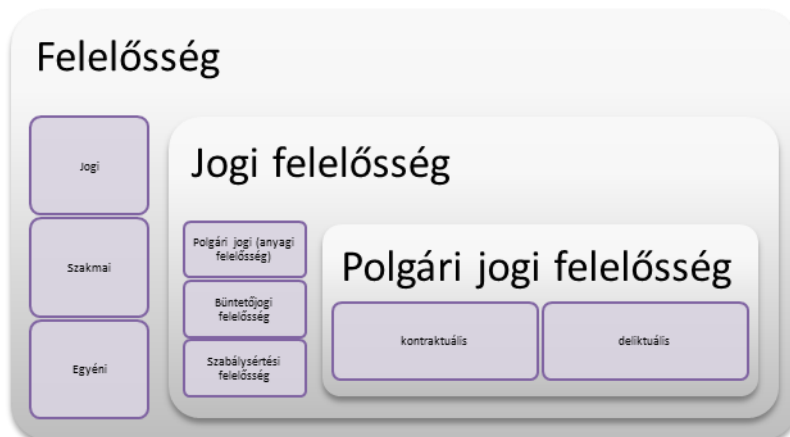 Felelősség
Jogi
Szakmai
Egyéni
Jogi felelősség
Polgári jogi (anyagi
felelősség)
Büntetőjogi
felelősség
Szabálysértési
felelősség
Polgári jogi felelősség
kontraktuális
deliktuális